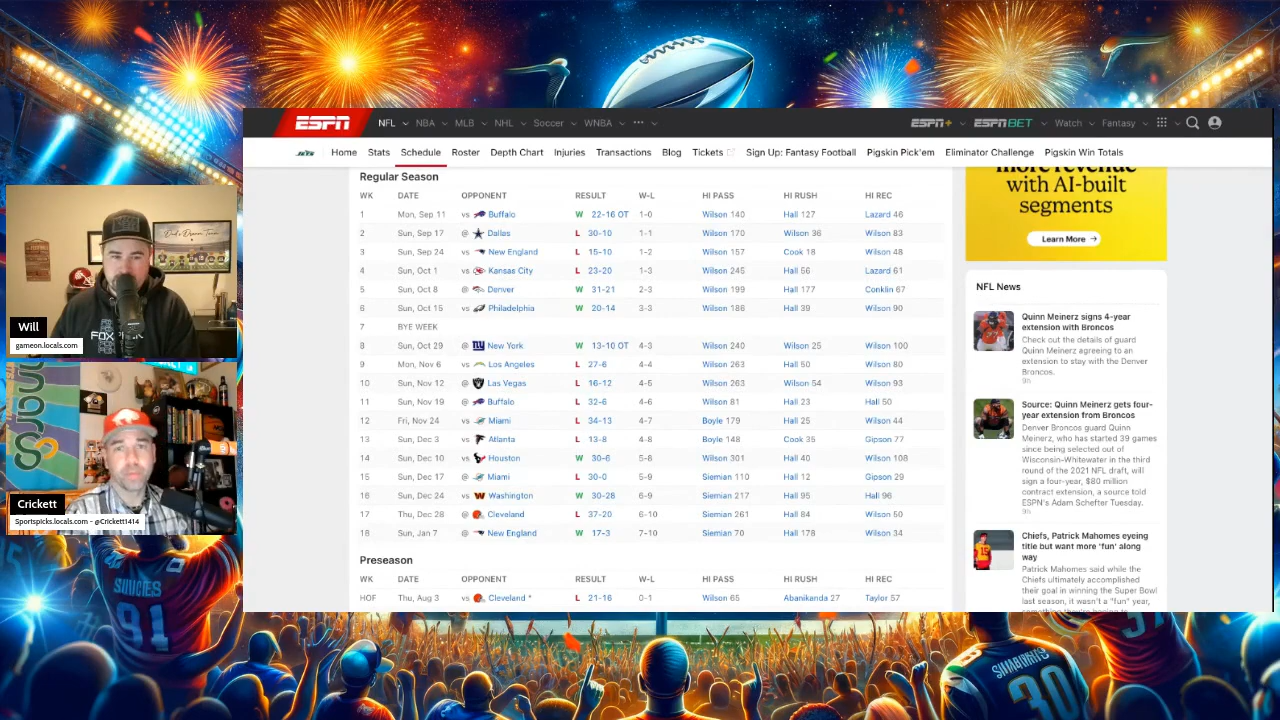 ESPN NFL NBA MLB NHL Soccer WNBA ••• ESPN+ ESPN BET Watch Fantasy
JETS Home Stats Schedule Roster Depth Chart Injuries Transactions Blog Tickets Sign Up: Fantasy Football Pigskin Pick'em Eliminator Challenge Pigskin Win Totals
Regular Season
WK DATE OPPONENT RESULT W-L HI PASS HI RUSH HI REC
1 Mon, Sep 11 vs Buffalo W 22-16 OT 1-0 Wilson 140 Hall 127 Lazard 46
2 Sun, Sep 17 @ Dallas L 30-10 1-1 Wilson 170 Wilson 36 Wilson 83
3 Sun, Sep 24 vs New England L 15-10 1-2 Wilson 157 Cook 18 Wilson 48
4 Sun, Oct 1 vs Kansas City L 23-20 1-3 Wilson 245 Hall 56 Lazard 61
5 Sun, Oct 8 @ Denver W 31-21 2-3 Wilson 199 Hall 177 Conklin 67
6 Sun, Oct 15 vs Philadelphia W 20-14 3-3 Wilson 186 Hall 39 Wilson 90
7 BYE WEEK
8 Sun, Oct 29 @ New York W 13-10 OT 4-3 Wilson 240 Wilson 25 Wilson 100
9 Mon, Nov 6 vs Los Angeles L 27-6 4-4 Wilson 263 Hall 50 Wilson 80
10 Sun, Nov 12 @ Las Vegas L 16-12 4-5 Wilson 263 Wilson 54 Wilson 93
11 Sun, Nov 19 @ Buffalo L 32-6 4-6 Wilson 81 Hall 23 Hall 50
12 Fri, Nov 24 vs Miami L 34-13 4-7 Boyle 179 Hall 25 Wilson 44
13 Sun, Dec 3 vs Atlanta L 13-8 4-8 Boyle 148 Cook 35 Gipson 77
14 Sun, Dec 10 vs Houston W 30-6 5-8 Wilson 301 Hall 40 Wilson 108
15 Sun, Dec 17 @ Miami L 30-0 5-9 Siemian 110 Hall 12 Gipson 29
16 Sun, Dec 24 vs Washington W 30-28 6-9 Siemian 217 Hall 95 Hall 96
17 Thu, Dec 28 @ Cleveland L 37-20 6-10 Siemian 261 Hall 84 Wilson 50
18 Sun, Jan 7 @ New England W 17-3 7-10 Siemian 70 Hall 178 Wilson 34
Preseason
WK DATE OPPONENT RESULT W-L HI PASS HI RUSH HI REC
HOF Thu, Aug 3 vs Cleveland * L 21-16 0-1 Wilson 65 Abanikanda 27 Taylor 57
more revenue
with AI-built
segments
Learn More →
NFL News
Quinn Meinerz signs 4-year
extension with Broncos
Check out the details of guard
Quinn Meinerz agreeing to an
extension to stay with the Denver
Broncos.
9h
Source: Quinn Meinerz gets four-
year extension from Broncos
Denver Broncos guard Quinn
Meinerz, who has started 39 games
since being selected out of
Wisconsin-Whitewater in the third
round of the 2021 NFL draft, will
sign a four-year, $80 million
contract extension, a source told
ESPN's Adam Schefter Tuesday.
9h
Chiefs, Patrick Mahomes eyeing
title but want more 'fun' along
way
Patrick Mahomes said while the
Chiefs ultimately accomplished
their goal in winning the Super Bowl
last season, it wasn't a "fun" year,
Will
gameon.locals.com
FOX
Crickett
Sportspicks.locals.com - @Crickett1414
91
30